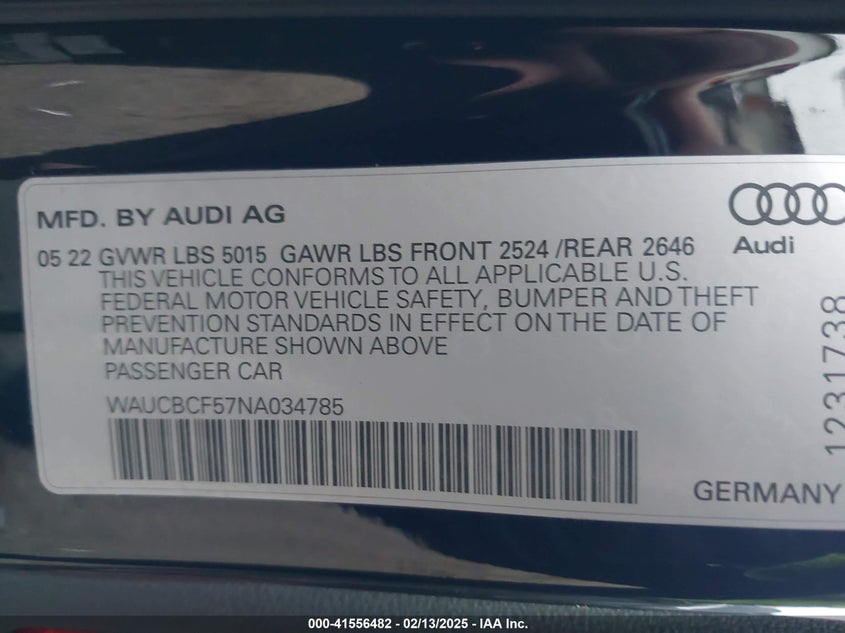 MFD. BY AUDI AG
Audi
05 22 GVWR LBS 5015 GAWR LBS FRONT 2524 /REAR 2646
THIS VEHICLE CONFORMS TO ALL APPLICABLE U.S.
FEDERAL MOTOR VEHICLE SAFETY, BUMPER AND THEFT
PREVENTION STANDARDS IN EFFECT ON THE DATE OF
MANUFACTURE SHOWN ABOVE
PASSENGER CAR
WAUCBCF57NA034785
1231738
GERMANY
000-41556482 - 02/13/2025 - IAA Inc.